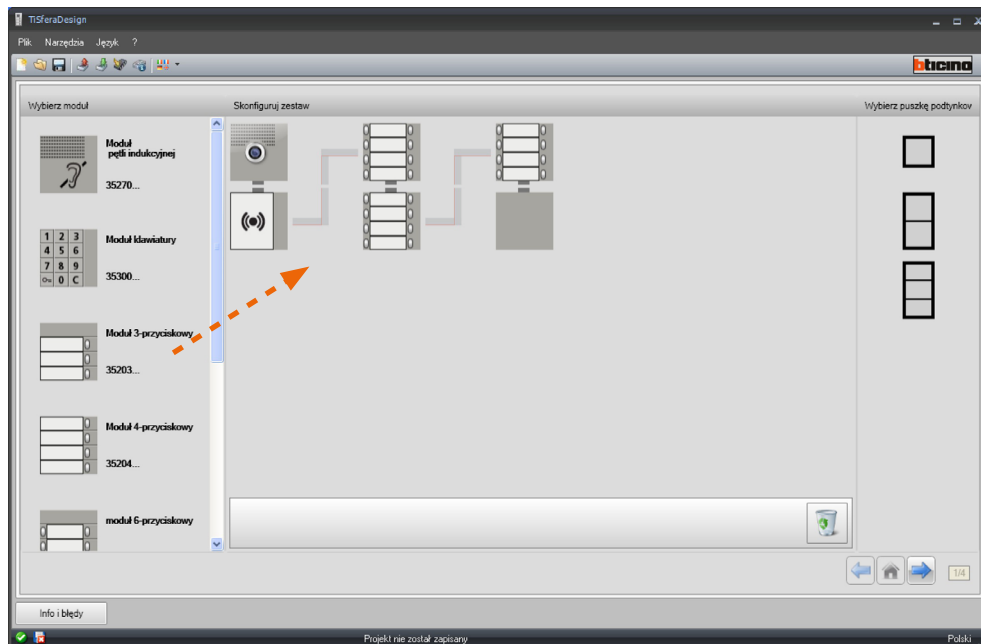 TiSferaDesign
Plik Narzędzia Język ?
bticino
Wybierz moduł
Skonfiguruj zestaw
Wybierz puszkę podtynkov
Moduł
pętli indukcyjnej
35270...
1 2 3
4 5 6
7 8 9
0 C
Moduł klawiatury
35300...
Moduł 3-przyciskowy
35203...
Moduł 4-przyciskowy
35204...
moduł 6-przyciskowy
1/4
Info i błędy
Projekt nie został zapisany
Polski